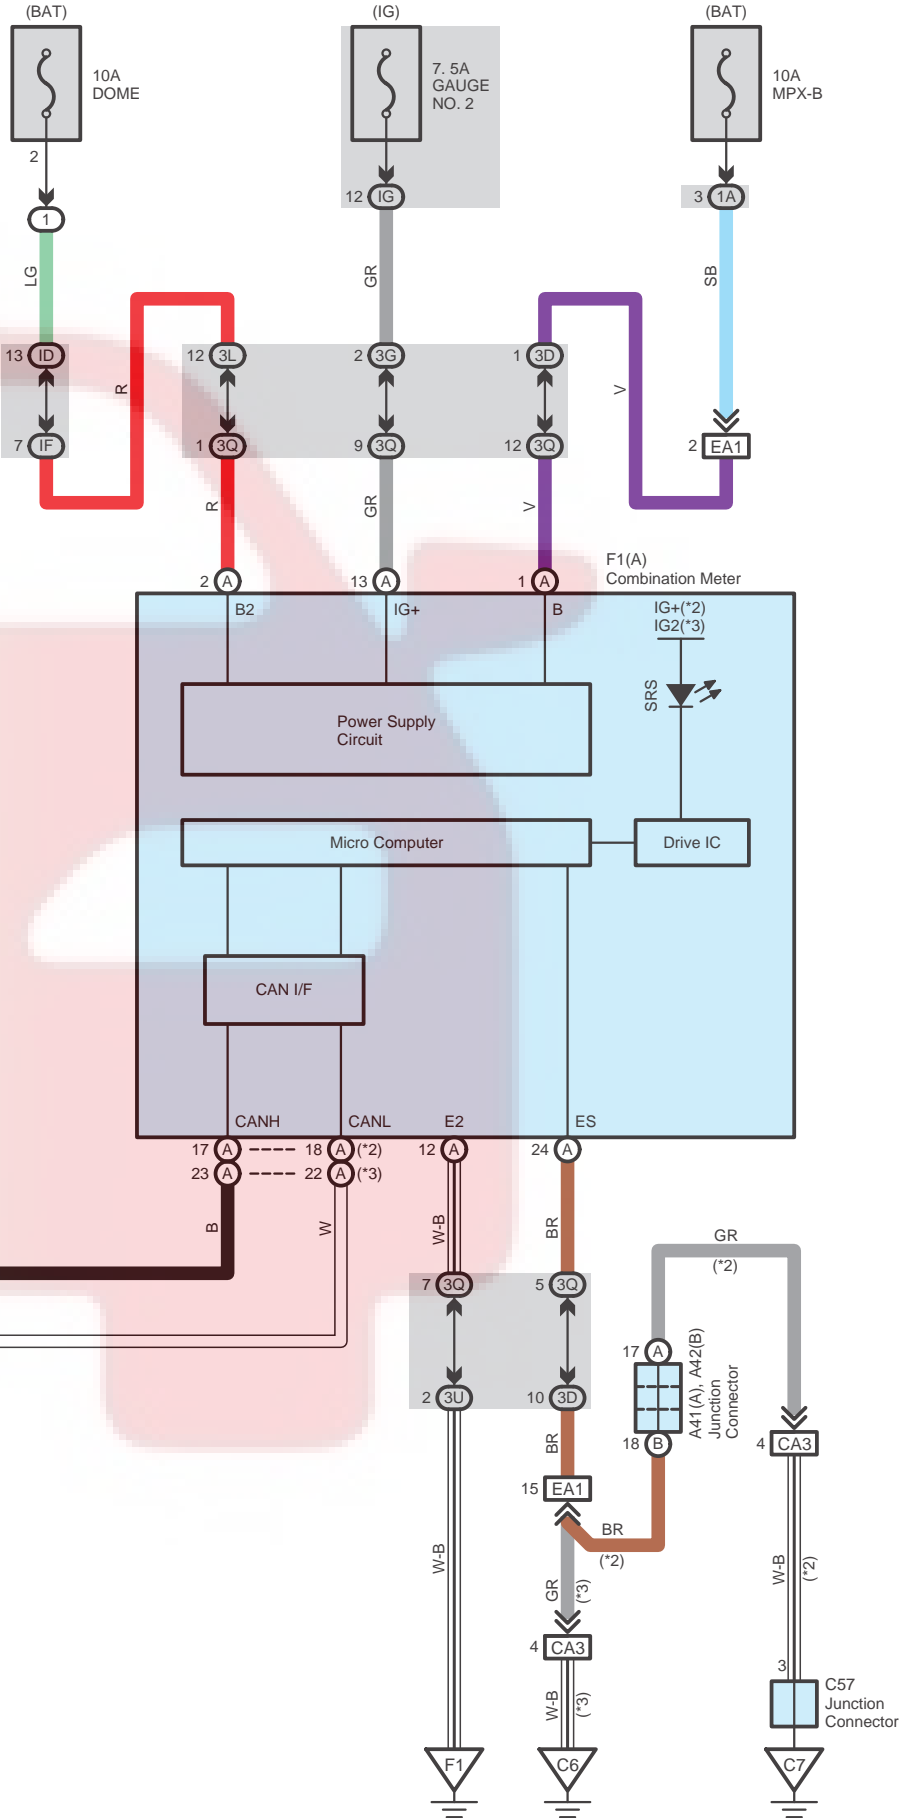 (BAT)
(IG)
(BAT)
10A
DOME
7. 5A
GAUGE
NO. 2
10A
MPX-B
2
12 IG
3 1A
1
LG
GR
SB
13 ID
12 3L
2 3G
1 3D
R
V
7 IF
1 3Q
9 3Q
12 3Q
2 EA1
R
GR
V
F1(A)
Combination Meter
2 A
13 A
1 A
B2
IG+
B
IG+(*2)
IG2(*3)
SRS
Power Supply
Circuit
Micro Computer
Drive IC
CAN I/F
CANH
CANL
E2
ES
17 A
18 A (*2)
12 A
24 A
23 A
22 A (*3)
B
W
W-B
BR
GR
(*2)
7 3Q
5 3Q
17 A
A41(A), A42(B)
Junction
Connector
2 3U
10 3D
18 B
4 CA3
BR
15 EA1
BR
(*2)
W-B
GR
(*3)
W-B
(*2)
4 CA3
W-B
(*3)
3
C57
Junction
Connector
F1
C6
C7